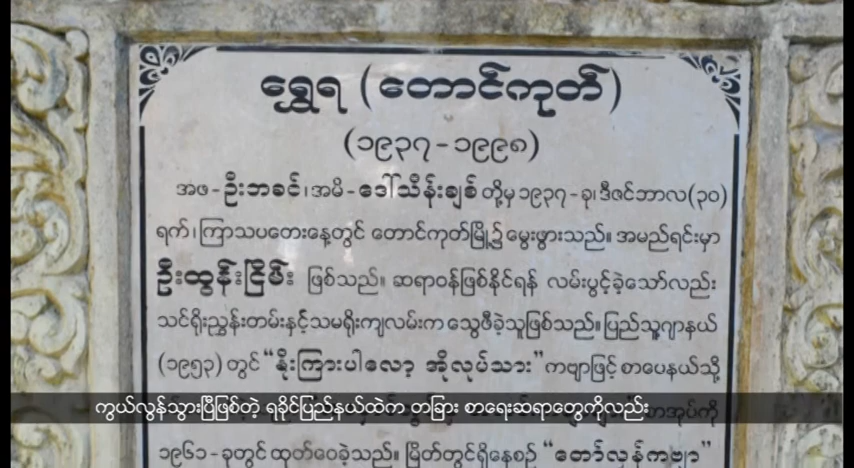 ရွှေရ (တောင်ကုတ်)
(၁၉၃၇ - ၁၉၉၈)
အဖ - ဦးဘခင်၊ အမိ - ဒေါ်သိန်းချစ် တို့မှ ၁၉၃၇ - ခု၊ ဒီဇင်ဘာလ (၃၀)
ရက်၊ ကြာသပတေးနေ့တွင် တောင်ကုတ်မြို့၌ မွေးဖွားသည်။ အမည်ရင်းမှာ
ဦးထွန်းငြိမ်း ဖြစ်သည်။ ဆရာဝန်ဖြစ်နိုင်ရန် လမ်းပွင့်ခဲ့သော်လည်း
သင်ရိုးညွှန်းတမ်းနှင့်သမရိုးကျလမ်းက သွေဖီခဲ့သူဖြစ်သည်။ ပြည်သူ့ဂျာနယ်
(၁၉၅၃) တွင် “နိုးကြားပါလော့ အိုလုပ်သား” ကဗျာဖြင့် စာပေနယ်သို့
ကွယ်လွန်သွားပြီဖြစ်တဲ့ ရခိုင်ပြည်နယ်ထဲက တခြား စာရေးဆရာတွေကိုလည်း
၁၉၆၁ - ခုတွင် ထုတ်ဝေခဲ့သည်။ မြိတ်တွင်ရှိနေစဉ် “တော်လှန်ကဗျာ”